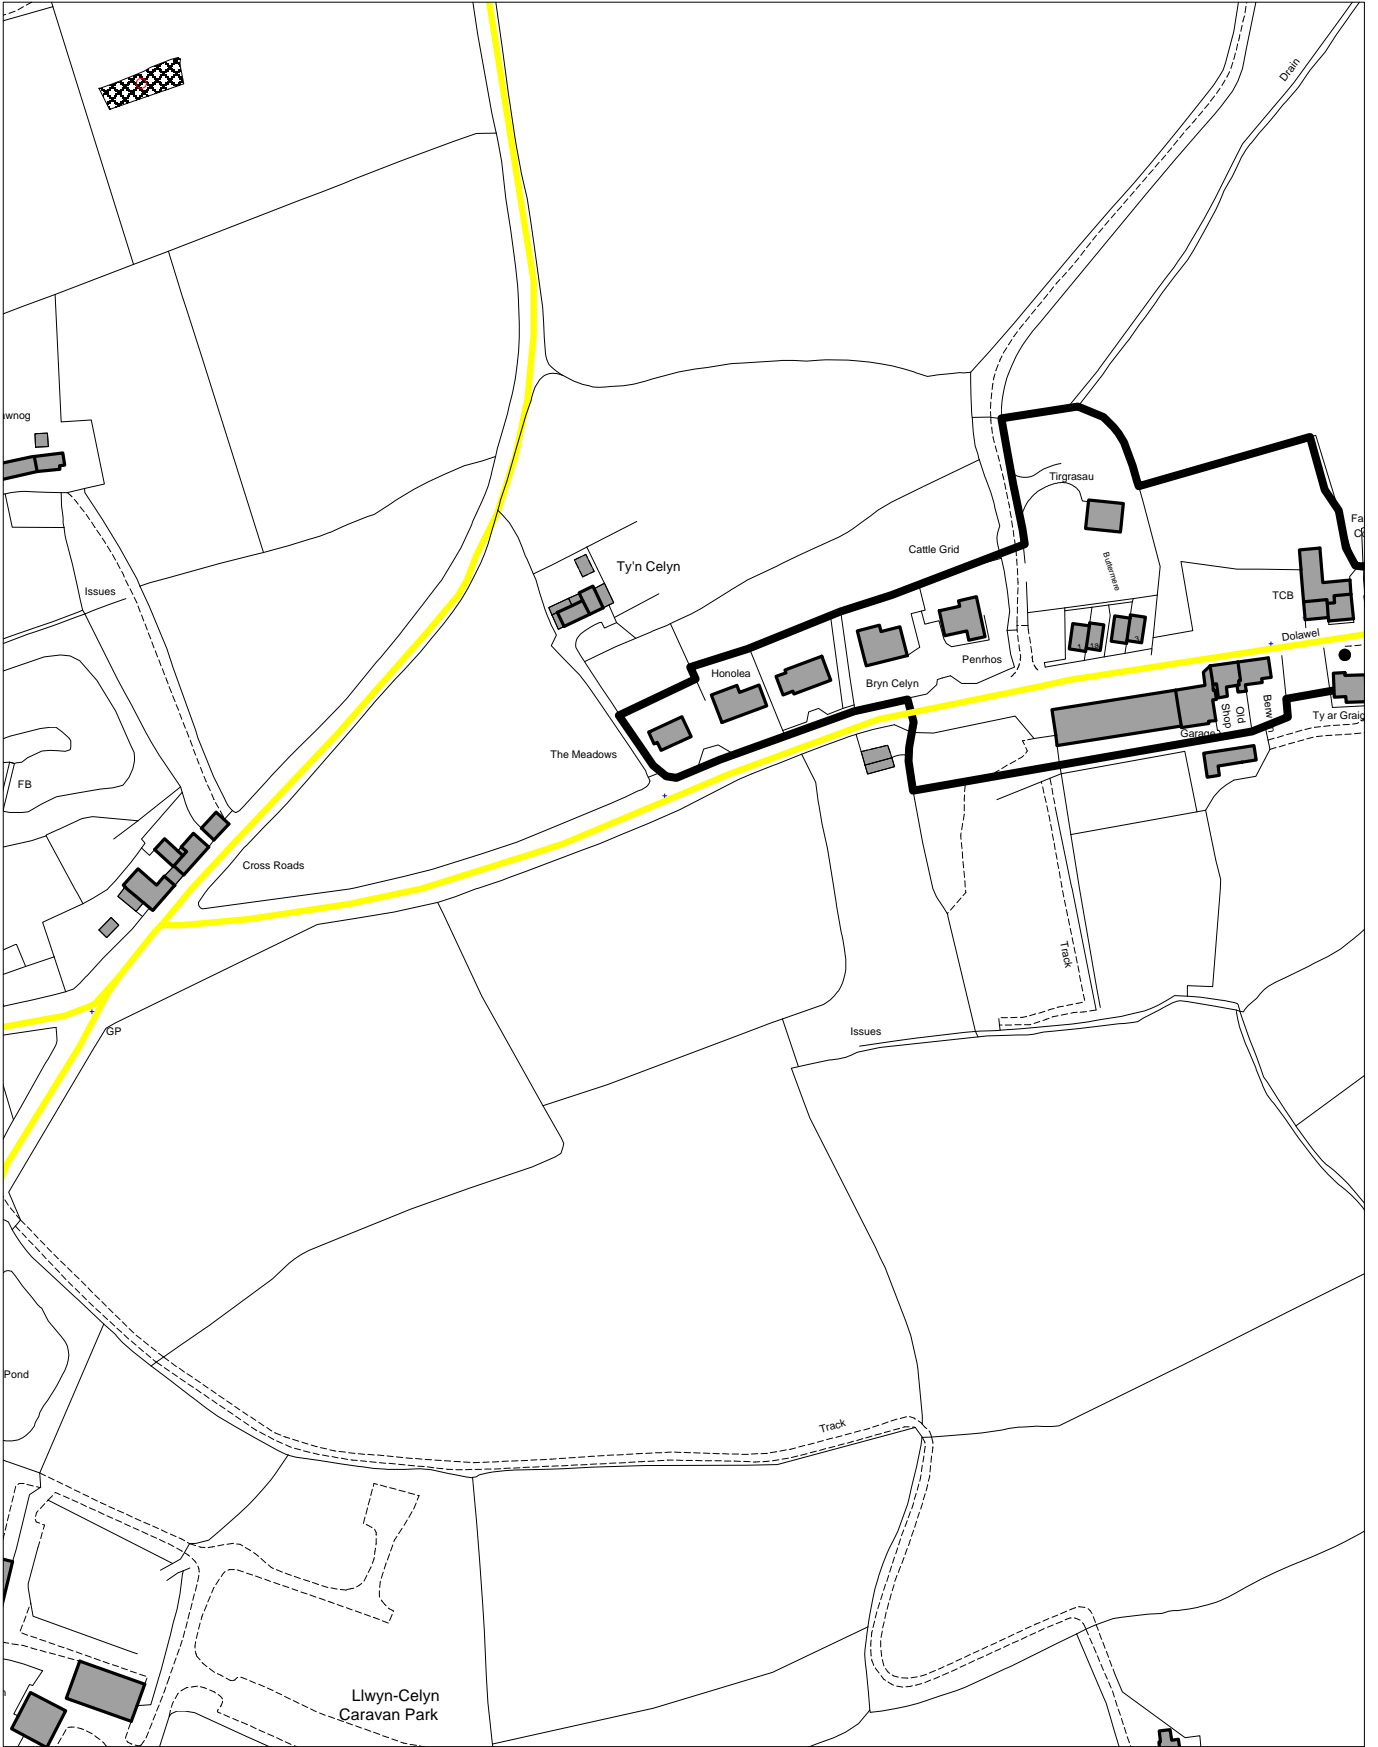 Drain
Tirgrasau
Cattle Grid
Buttermere
Ty'n Celyn
Issues
TCB
Dolawel
Honolea
Penrhos
Bryn Celyn
Garage
Old
Shop
Ty ar Graig
The Meadows
FB
Cross Roads
Track
GP
Issues
Pond
Track
Llwyn-Celyn
Caravan Park